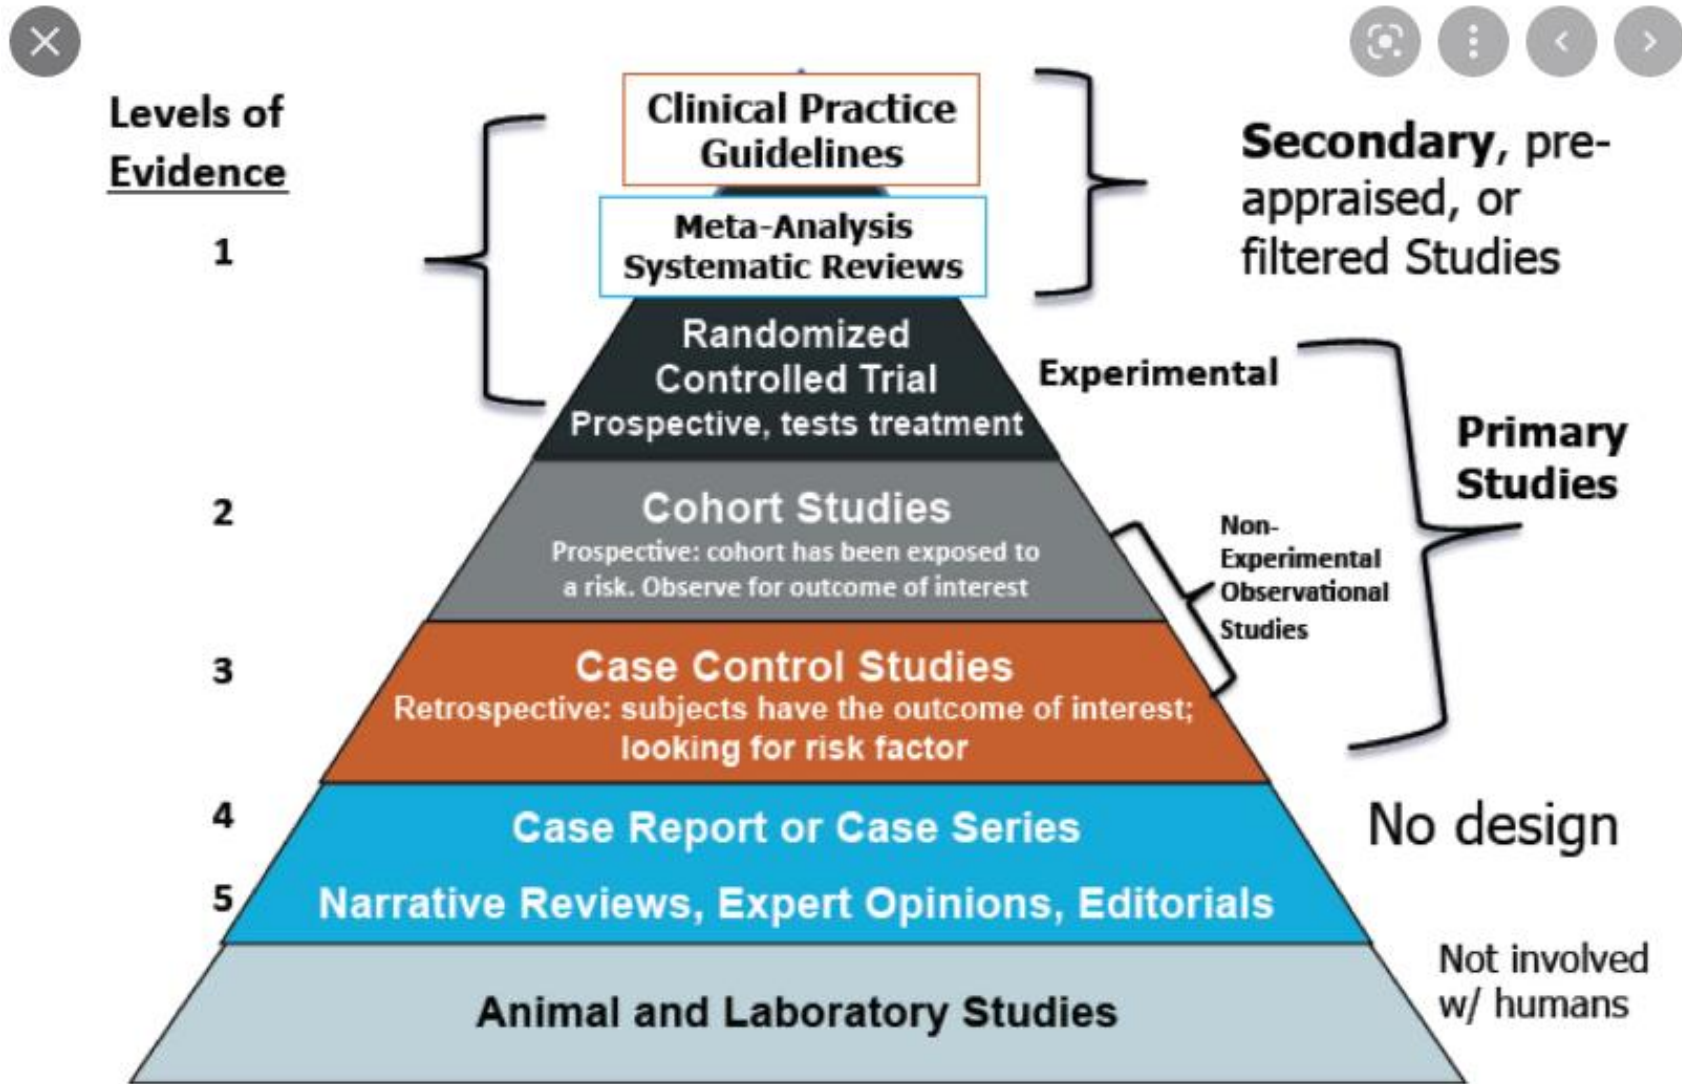 Levels of
Evidence
1
2
3
4
5
Clinical Practice
Guidelines
Meta-Analysis
Systematic Reviews
Randomized
Controlled Trial
Prospective, tests treatment
Cohort Studies
Prospective: cohort has been exposed to
a risk. Observe for outcome of interest
Case Control Studies
Retrospective: subjects have the outcome of interest;
looking for risk factor
Case Report or Case Series
Narrative Reviews, Expert Opinions, Editorials
Animal and Laboratory Studies
Secondary, pre-
appraised, or
filtered Studies
Experimental
Primary
Studies
Non-
Experimental
Observational
Studies
No design
Not involved
w/ humans